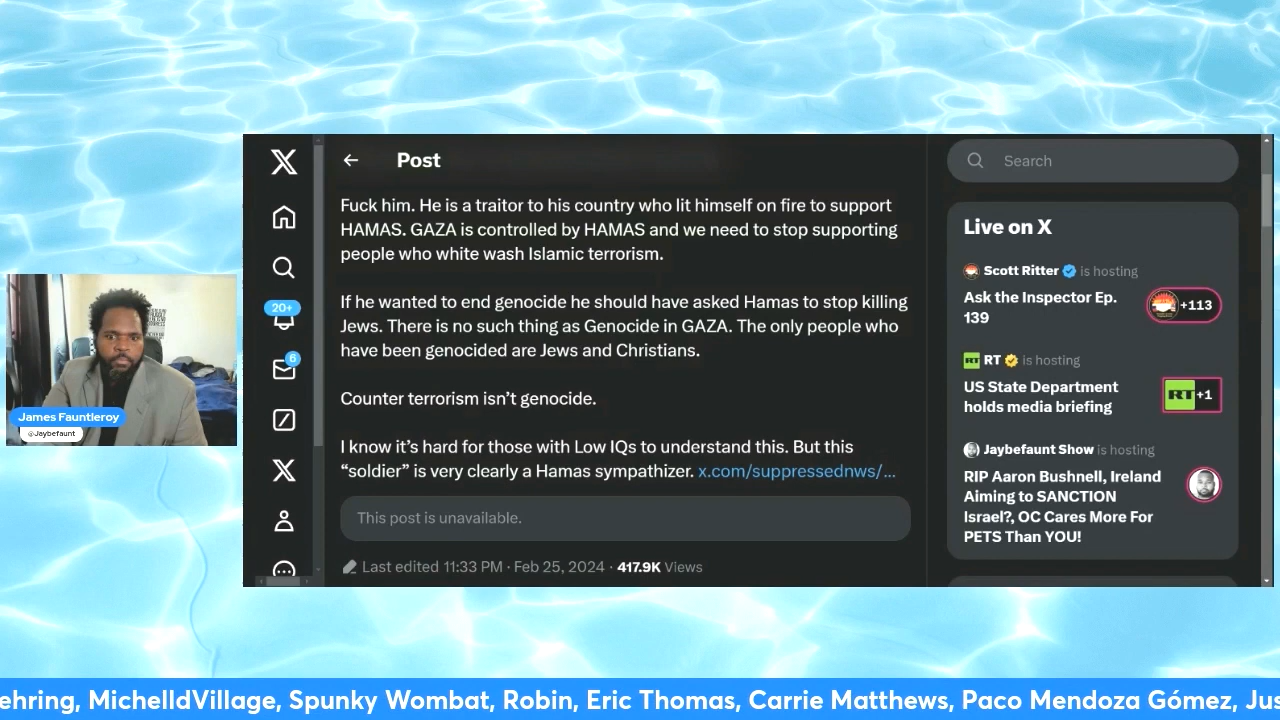 Post
Fuck him. He is a traitor to his country who lit himself on fire to support
HAMAS. GAZA is controlled by HAMAS and we need to stop supporting
people who white wash Islamic terrorism.
If he wanted to end genocide he should have asked Hamas to stop killing
Jews. There is no such thing as Genocide in GAZA. The only people who
have been genocided are Jews and Christians.
Counter terrorism isn’t genocide.
I know it’s hard for those with Low IQs to understand this. But this
“soldier” is very clearly a Hamas sympathizer. x.com/suppressednws/...
This post is unavailable.
Last edited 11:33 PM · Feb 25, 2024 · 417.9K Views
20+
6
Search
Live on X
Scott Ritter is hosting
Ask the Inspector Ep.
139
+113
RT is hosting
US State Department
holds media briefing
RT +1
Jaybefaunt Show is hosting
RIP Aaron Bushnell, Ireland
Aiming to SANCTION
Israel?, OC Cares More For
PETS Than YOU!
James Fauntleroy
@Jaybefaunt
ehring, MichelldVillage, Spunky Wombat, Robin, Eric Thomas, Carrie Matthews, Paco Mendoza Gómez, Jus